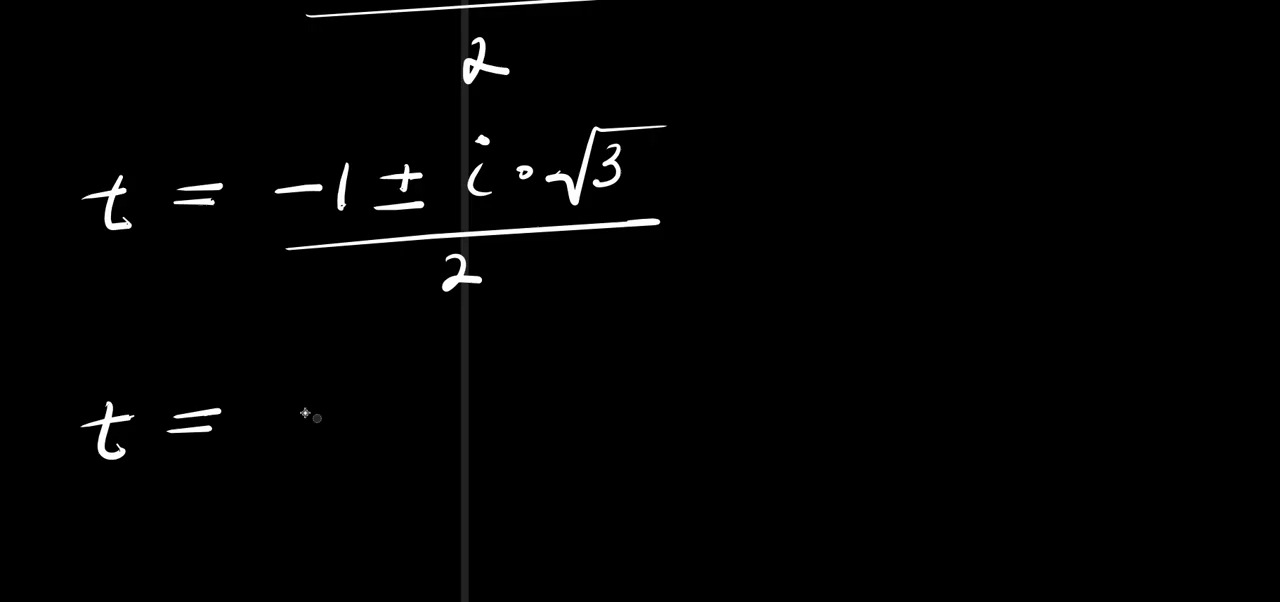 2
t = -1 ± i ∘ √3
2
t =